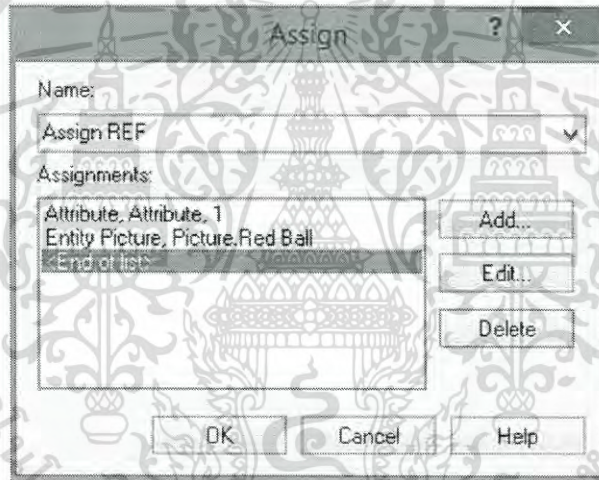 Assign
?
×
Name:
Assign REF
Assignments:
Attribute, Attribute, 1
Entity Picture, Picture.Red Ball
<End of list>
Add...
Edit...
Delete
OK
Cancel
Help